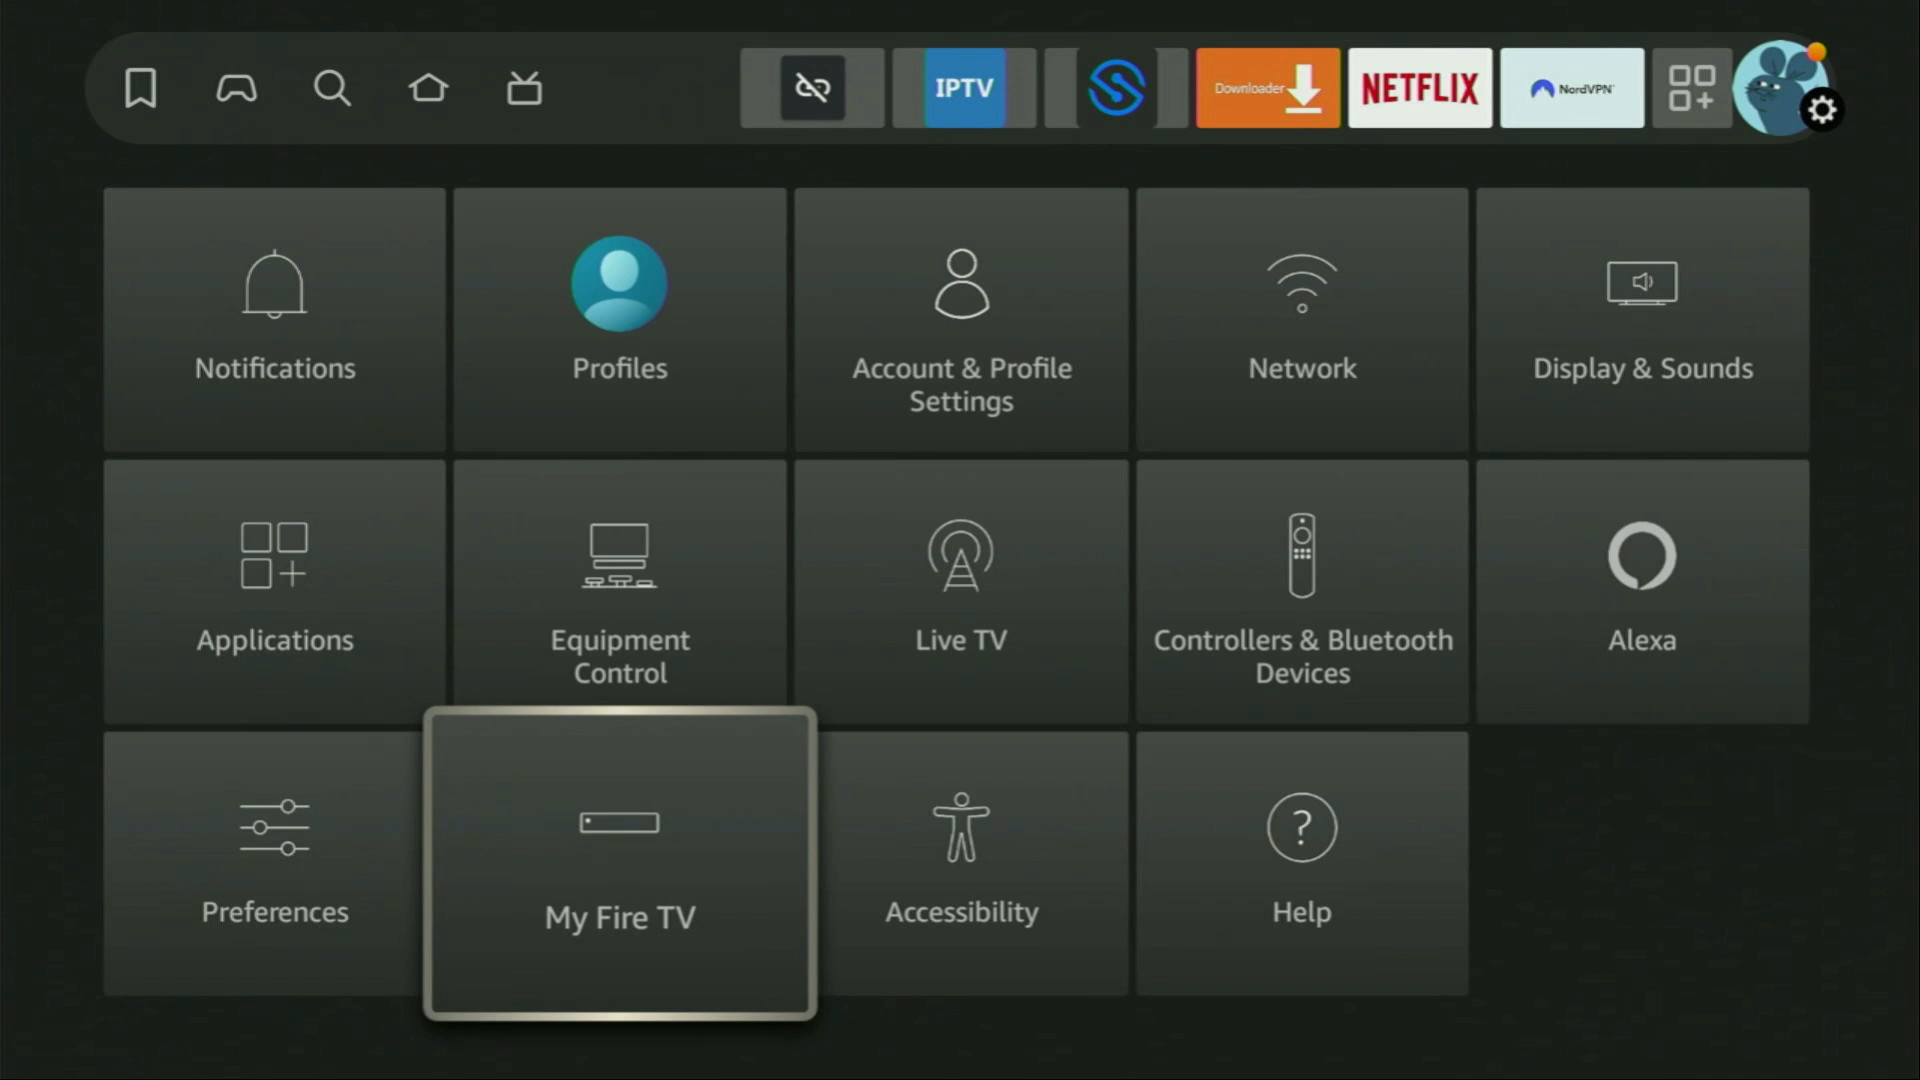 IPTV
Downloader
NETFLIX
NordVPN
Notifications
Profiles
Account & Profile
Settings
Network
Display & Sounds
Applications
Equipment
Control
Live TV
Controllers & Bluetooth
Devices
Alexa
Preferences
My Fire TV
Accessibility
?
Help